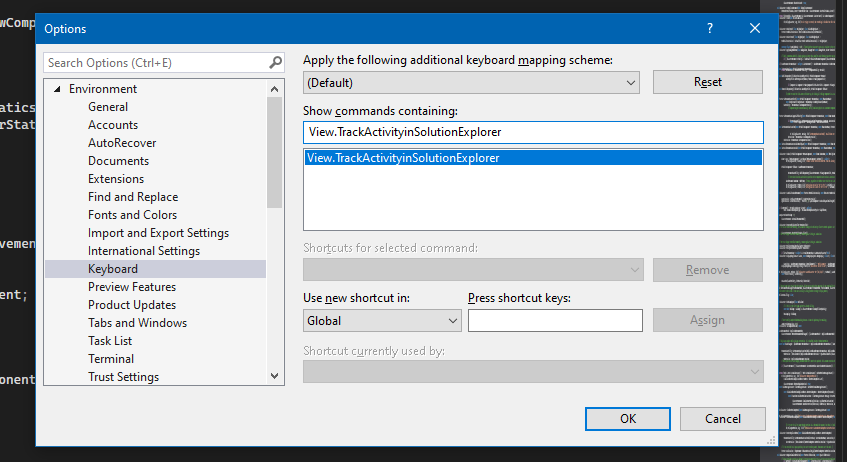 Options
?
Search Options (Ctrl+E)
Environment
General
Accounts
AutoRecover
Documents
Extensions
Find and Replace
Fonts and Colors
Import and Export Settings
International Settings
Keyboard
Preview Features
Product Updates
Tabs and Windows
Task List
Terminal
Trust Settings
Apply the following additional keyboard mapping scheme:
(Default)
Reset
Show commands containing:
View.TrackActivityinSolutionExplorer
View.TrackActivityinSolutionExplorer
Shortcuts for selected command:
Remove
Use new shortcut in:
Press shortcut keys:
Global
Assign
Shortcut currently used by:
OK
Cancel
wComp
atics
rStat
vemen
ent;
onent